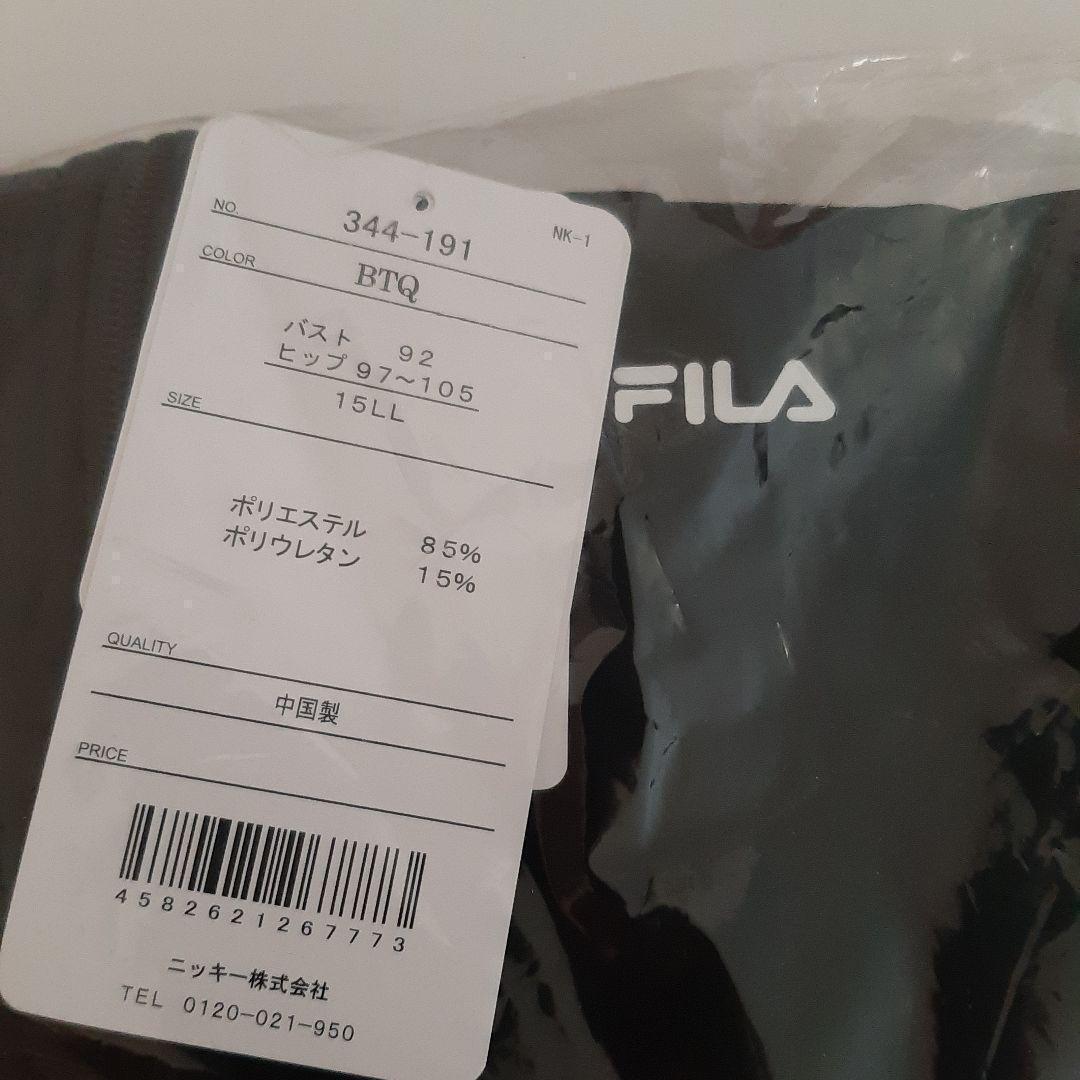 NO. 344-191 NK-1
COLOR BTQ
バスト 92
ヒップ 97～105
SIZE 15LL
ポリエステル 85%
ポリウレタン 15%
QUALITY
中国製
PRICE
4582621267773
ニッキー株式会社
TEL 0120-021-950
FILA